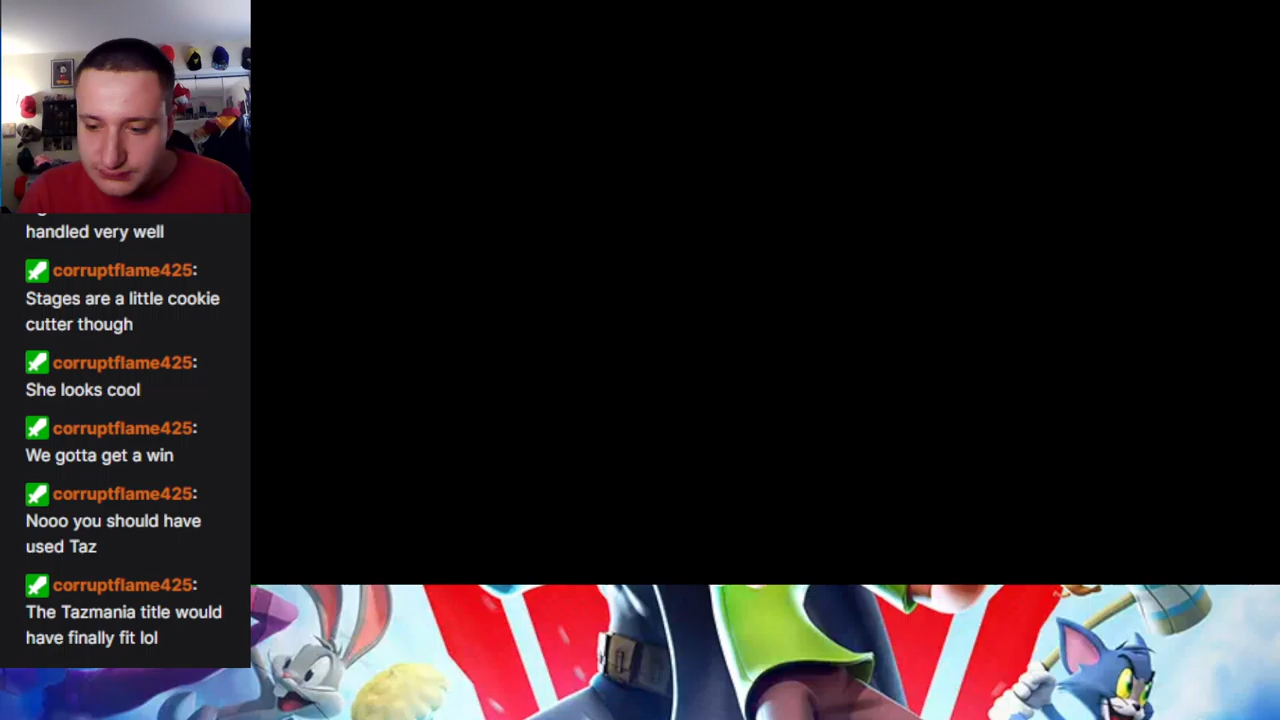 handled very well
corruptflame425:
Stages are a little cookie
cutter though
corruptflame425:
She looks cool
corruptflame425:
We gotta get a win
corruptflame425:
Nooo you should have
used Taz
corruptflame425:
The Tazmania title would
have finally fit lol